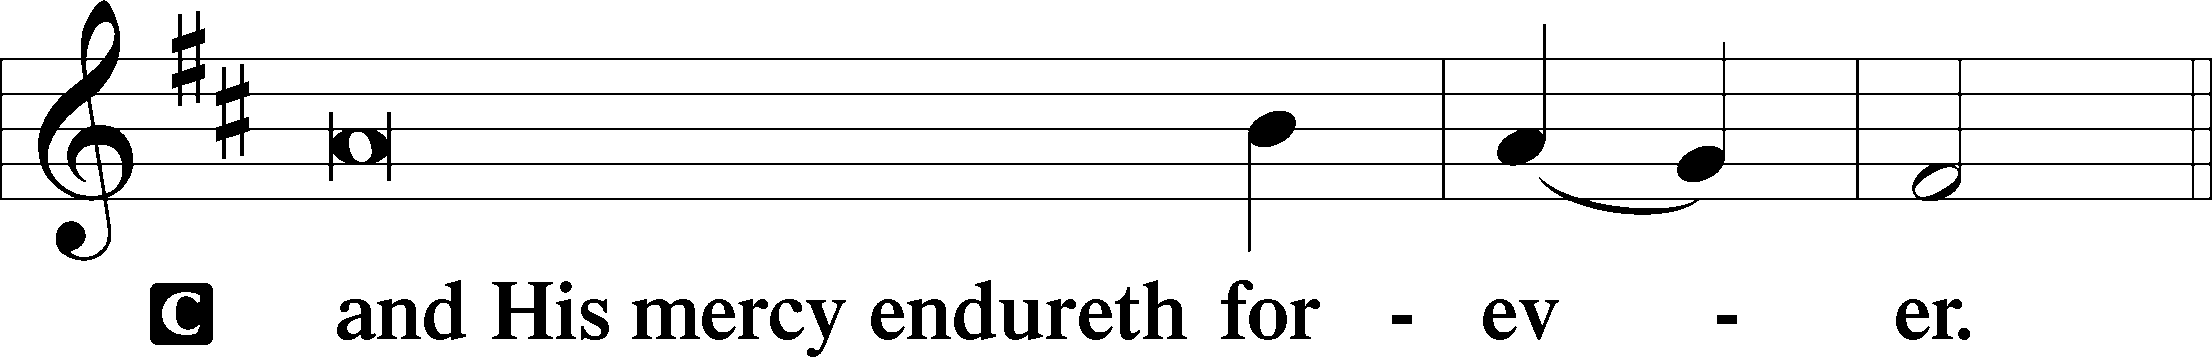 C and His mercy endureth for - ev - er.